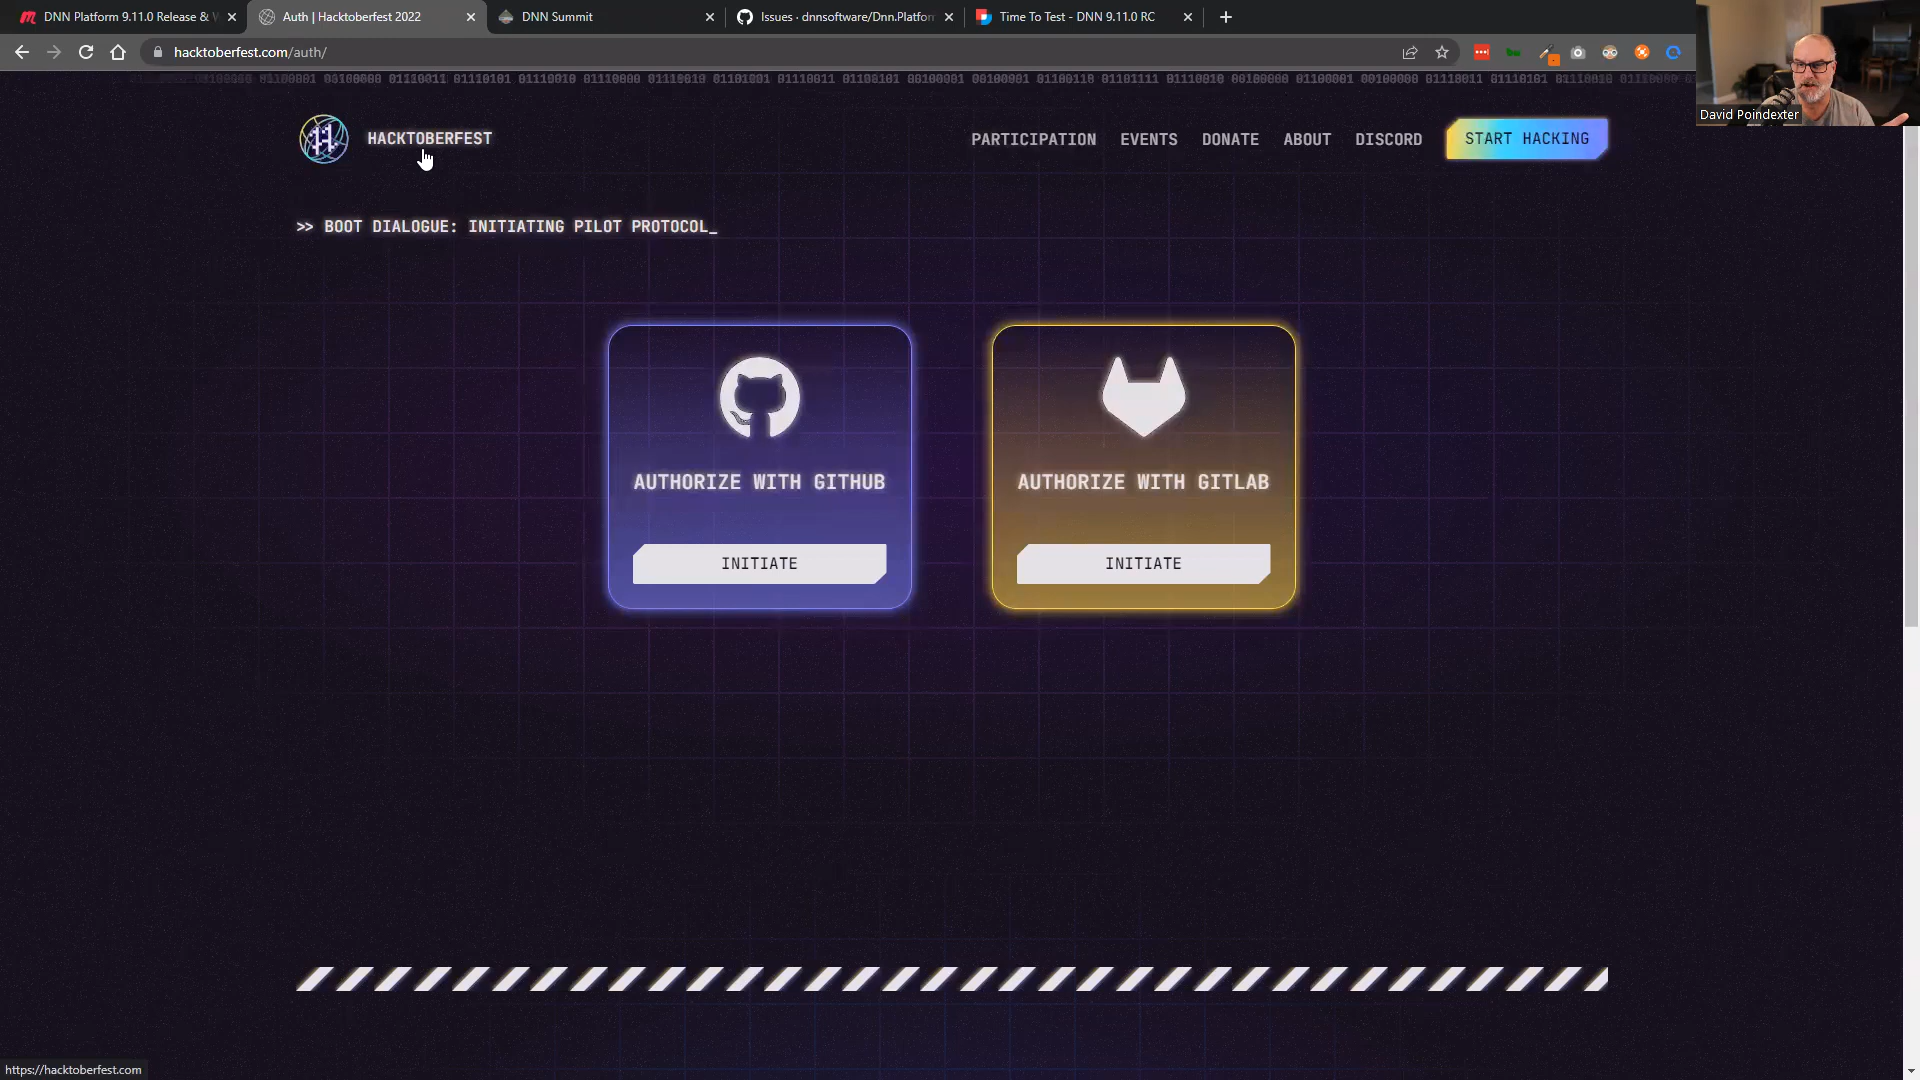 DNN Platform 9.11.0 Release &
Auth | Hacktoberfest 2022
DNN Summit
Issues · dnnsoftware/Dnn.Platfor
Time To Test - DNN 9.11.0 RC
hacktoberfest.com/auth/
David Poindexter
HACKTOBERFEST
PARTICIPATION
EVENTS
DONATE
ABOUT
DISCORD
START HACKING
>> BOOT DIALOGUE: INITIATING PILOT PROTOCOL_
AUTHORIZE WITH GITHUB
INITIATE
AUTHORIZE WITH GITLAB
INITIATE
https://hacktoberfest.com